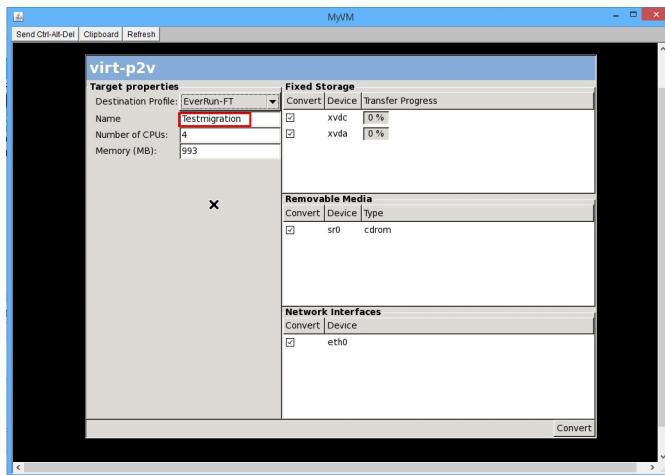 MyVM
Send Ctrl-Alt-Del Clipboard Refresh
virt-p2v
Target properties
Destination Profile: EverRun-FT
Name Testmigration
Number of CPUs: 4
Memory (MB): 993
Fixed Storage
Convert Device Transfer Progress
xvdc 0 %
xvda 0 %
Removable Media
Convert Device Type
sr0 cdrom
Network Interfaces
Convert Device
eth0
Convert